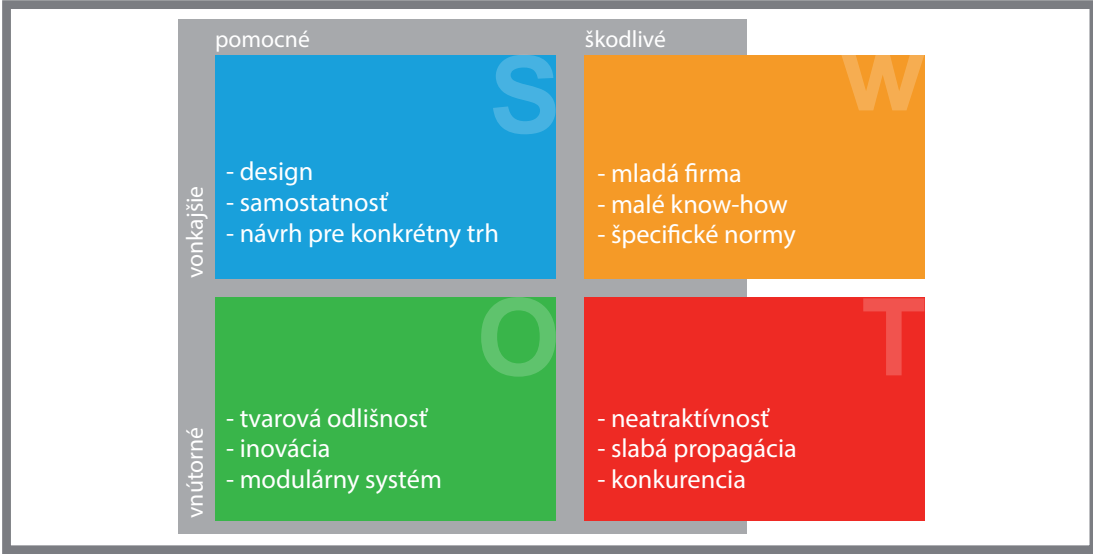 pomocné
škodlivé
S
W
vonkajšie
- design
- samostatnosť
- návrh pre konkrétny trh
- mladá firma
- malé know-how
- špecifické normy
O
T
vnútorné
- tvarová odlišnosť
- inovácia
- modulárny systém
- neatraktívnosť
- slabá propagácia
- konkurencia